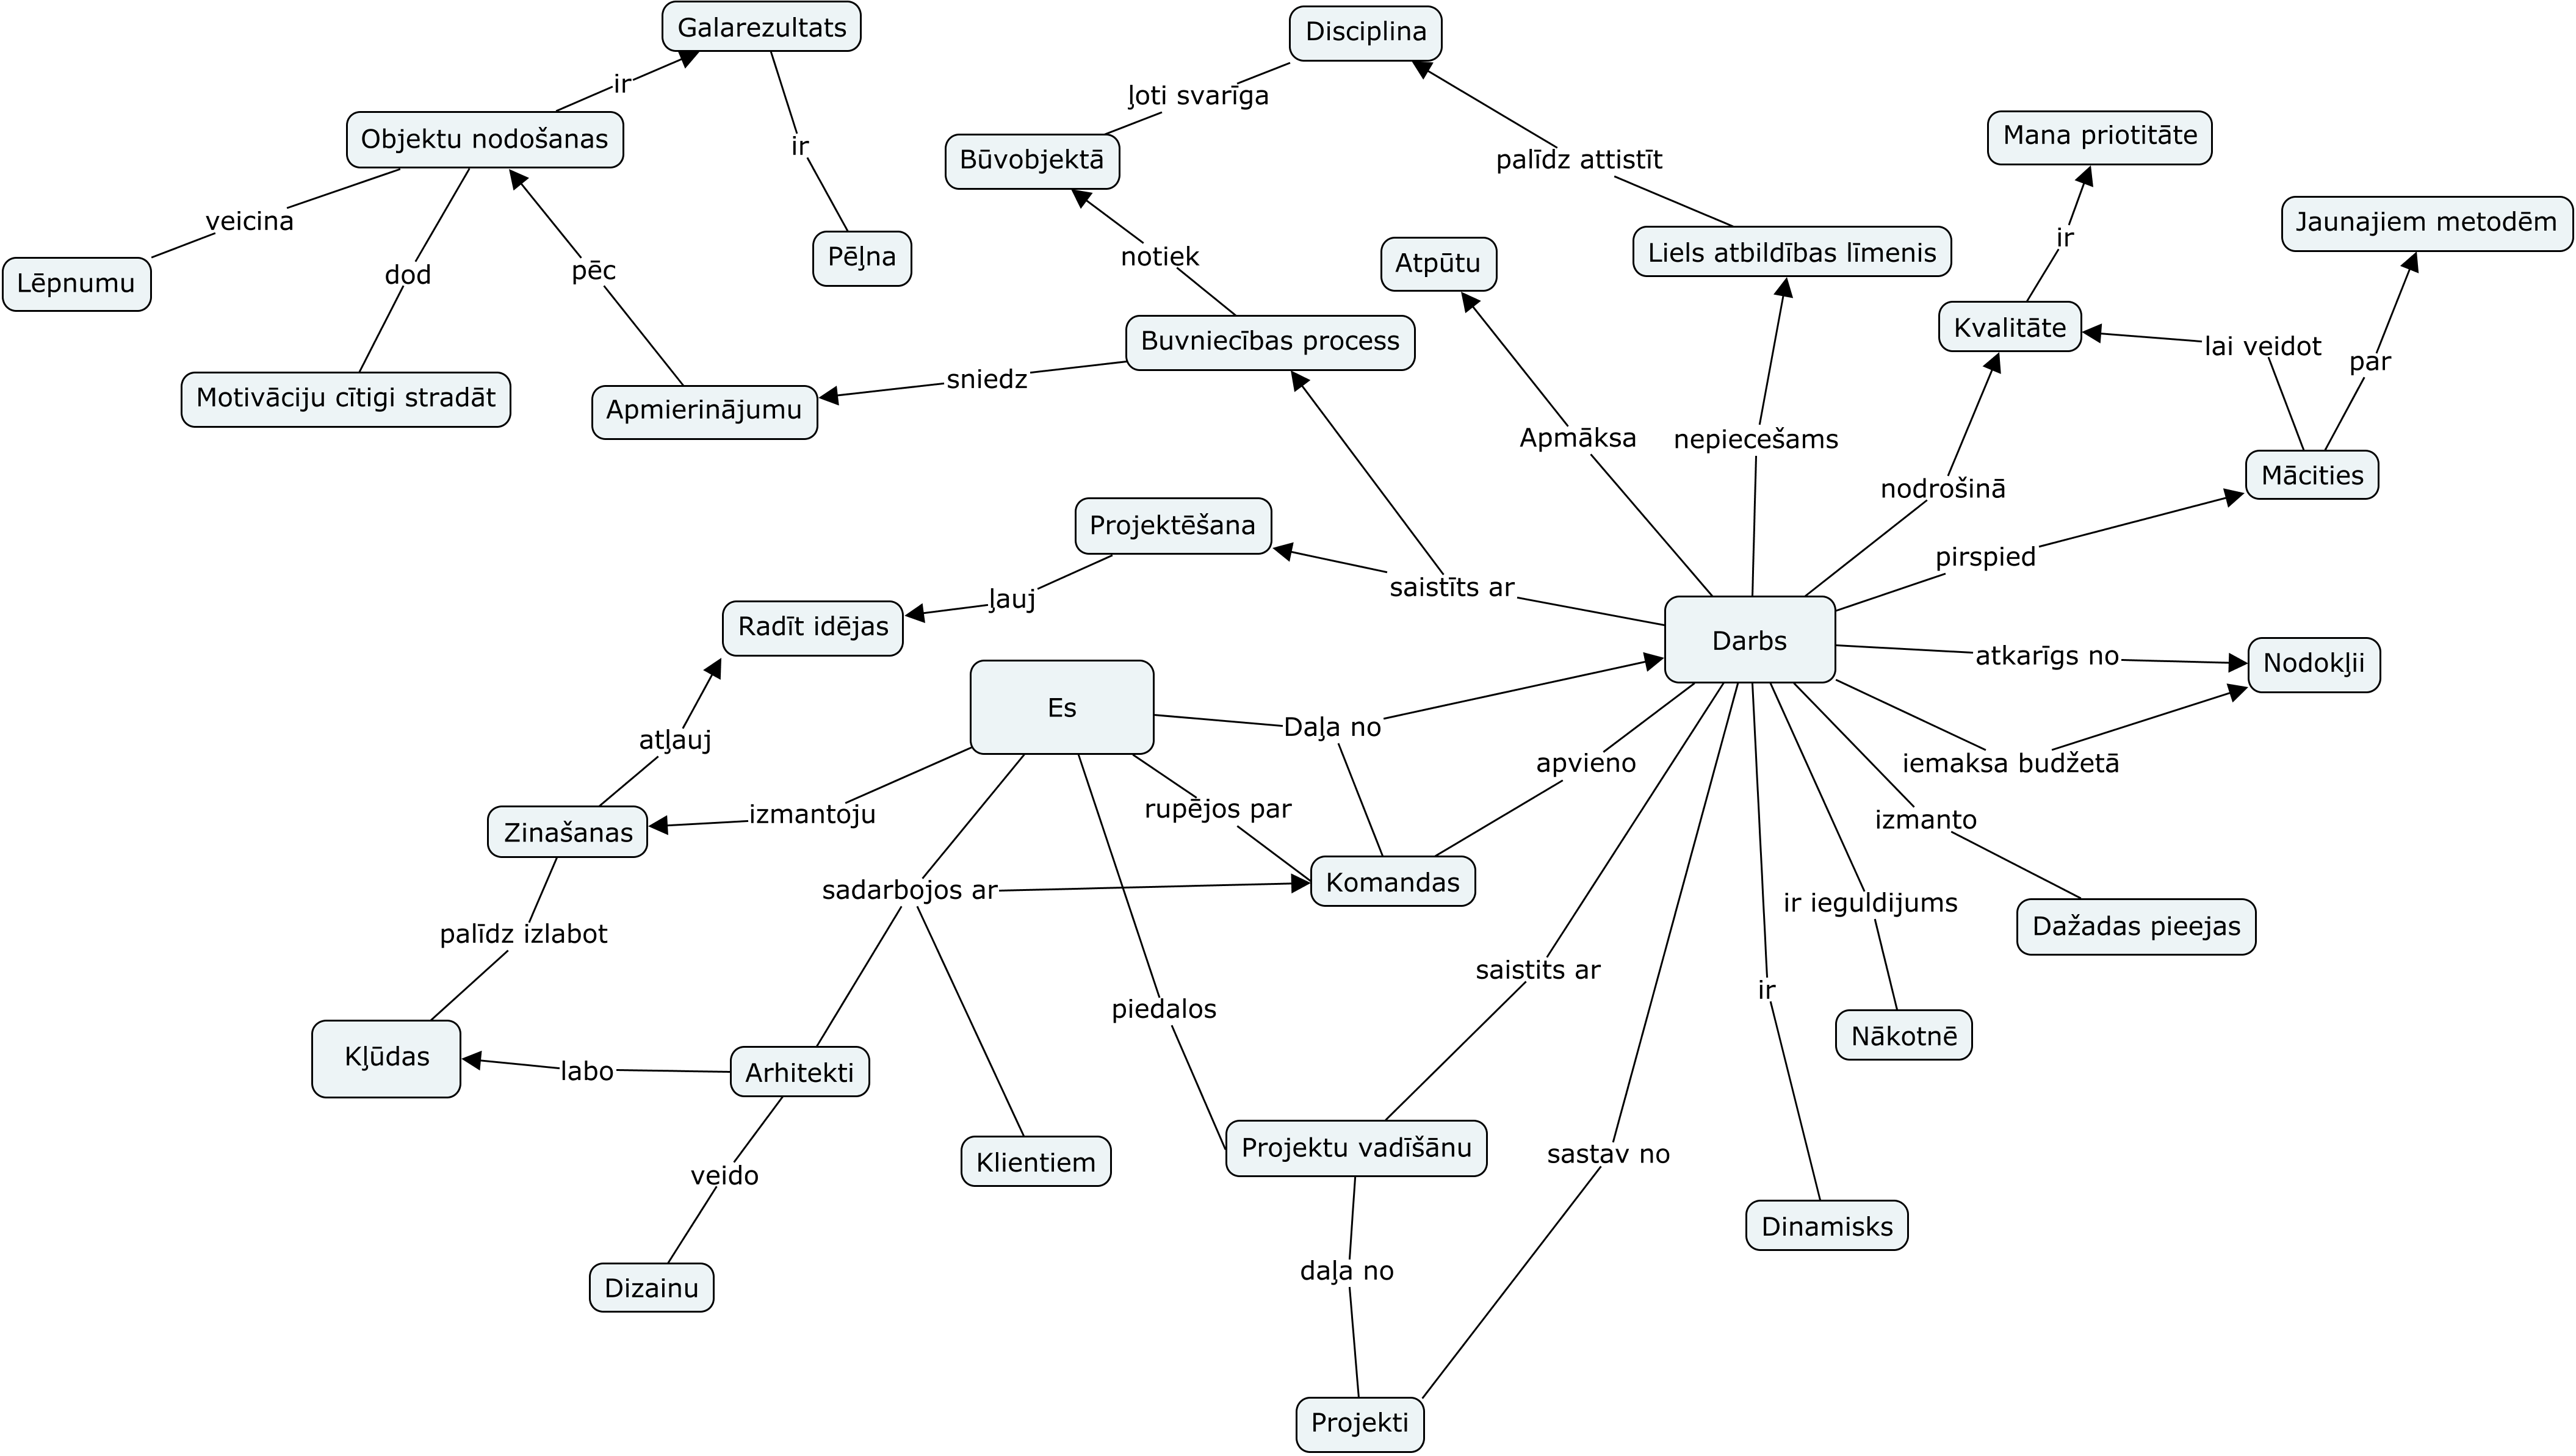 Galarezultats
Disciplina
ir
ļoti svarīga
Objektu nodošanas
Mana priotitāte
ir
Būvobjektā
palīdz attistīt
veicina
Jaunajiem metodēm
ir
Lēpnumu
dod
pēc
Pēļna
notiek
Atpūtu
Liels atbildības līmenis
Kvalitāte
lai veidot
par
Buvniecības process
sniedz
Motivāciju cītigi stradāt
Apmierinājumu
Apmāksa
nepiecešams
nodrošinā
Mācities
Projektēšana
pirspied
saistīts ar
ļauj
Radīt idējas
Darbs
atkarīgs no
Nodokļii
Es
Daļa no
atļauj
apvieno
iemaksa budžetā
izmantoju
rupējos par
izmanto
Zinašanas
sadarbojos ar
Komandas
ir ieguldijums
Dažadas pieejas
palīdz izlabot
saistits ar
ir
piedalos
Nākotnē
Kļūdas
labo
Arhitekti
Klientiem
Projektu vadīšānu
sastav no
veido
Dinamisks
daļa no
Dizainu
Projekti